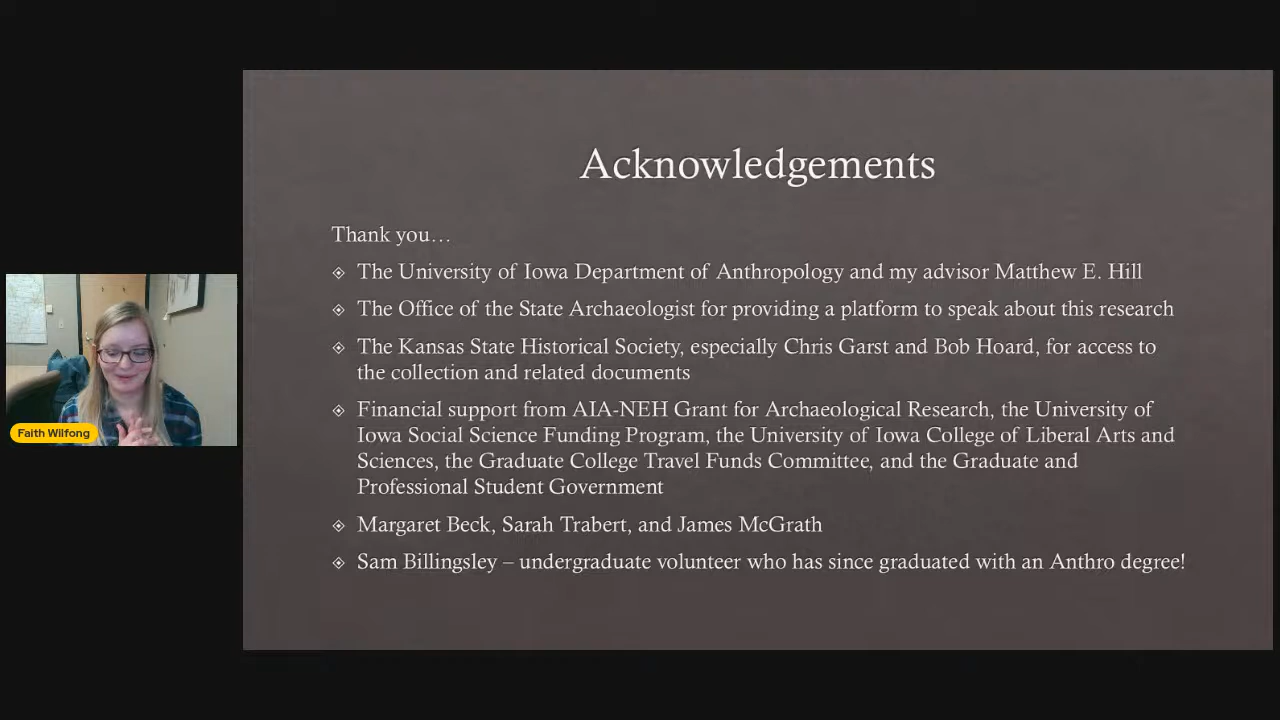 Acknowledgements
Thank you…
The University of Iowa Department of Anthropology and my advisor Matthew E. Hill
The Office of the State Archaeologist for providing a platform to speak about this research
The Kansas State Historical Society, especially Chris Garst and Bob Hoard, for access to
the collection and related documents
Financial support from AIA-NEH Grant for Archaeological Research, the University of
Iowa Social Science Funding Program, the University of Iowa College of Liberal Arts and
Sciences, the Graduate College Travel Funds Committee, and the Graduate and
Professional Student Government
Margaret Beck, Sarah Trabert, and James McGrath
Sam Billingsley – undergraduate volunteer who has since graduated with an Anthro degree!
Faith Wilfong